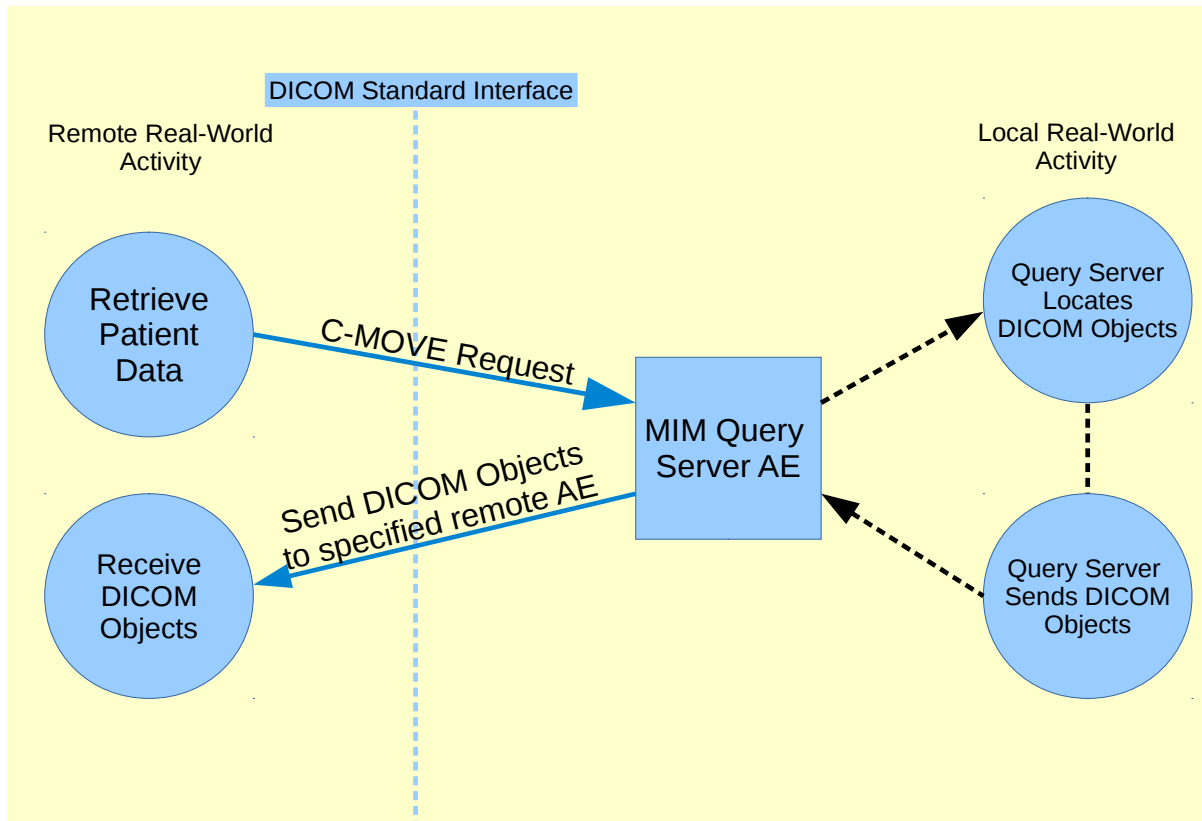 DICOM Standard Interface
Remote Real-World
Activity
Local Real-World
Activity
Retrieve
Patient
Data
C-MOVE Request
MIM Query
Server AE
Query Server
Locates
DICOM Objects
Send DICOM Objects
to specified remote AE
Receive
DICOM
Objects
Query Server
Sends DICOM
Objects